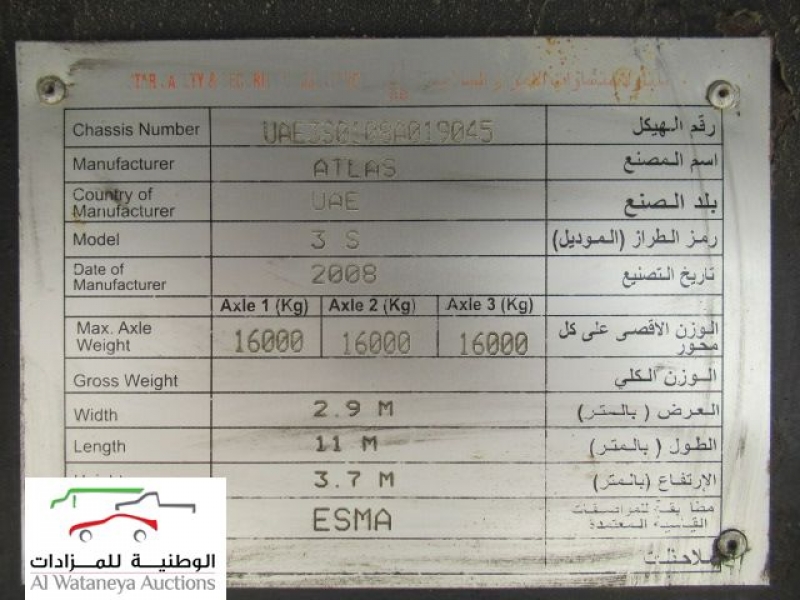 Chassis Number UAE3S0108A019045 رقم الهيكل
Manufacturer ATLAS اسم المصنع
Country of Manufacturer UAE بلد الصنع
Model 3 S رمز الطراز (الموديل)
Date of Manufacturer 2008 تاريخ التصنيع
Axle 1 (Kg) Axle 2 (Kg) Axle 3 (Kg)
Max. Axle Weight 16000 16000 16000 الوزن الاقصى على كل محور
Gross Weight الوزن الكلي
Width 2.9 M العرض (بالمتر)
Length 11 M الطول (بالمتر)
3.7 M الإرتفاع (بالمتر)
ESMA مطابقة للمواصفات القياسية المعتمدة
ملاحظات
الوطنية للمزادات
Al Wataneya Auctions